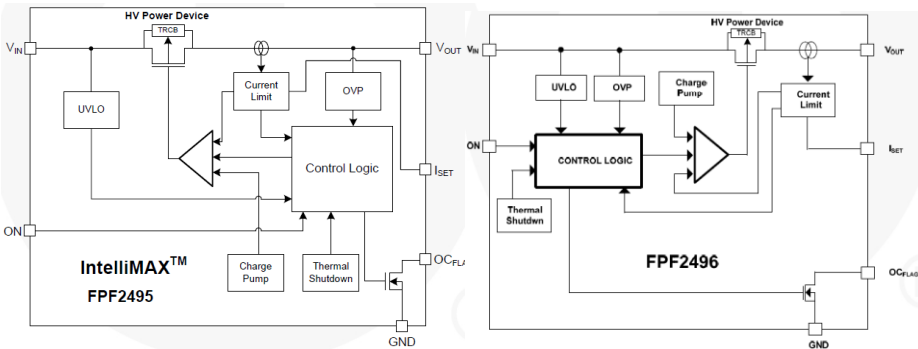 HV Power Device
TRCB
VIN
VOUT
Current
Limit
OVP
UVLO
Control Logic
ISET
ON
IntelliMAX™
FPF2495
Charge
Pump
Thermal
Shutdown
OCFLA
GND
HV Power Device
TRCB
VIN
VOUT
UVLO
OVP
Charge
Pump
Current
Limit
ON
CONTROL LOGIC
ISET
Thermal
Shutdwn
FPF2496
OCFLAG
GND